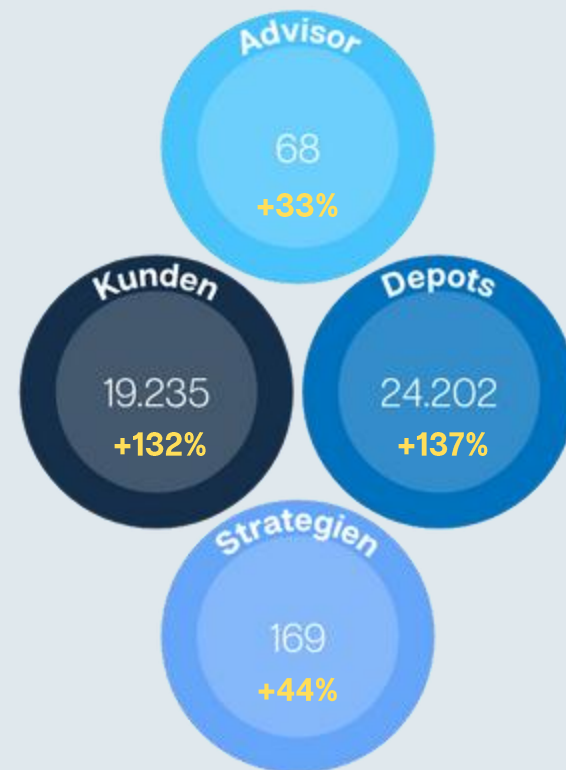 Advisor
68
+33%
Kunden
19.235
+132%
Depots
24.202
+137%
Strategien
169
+44%